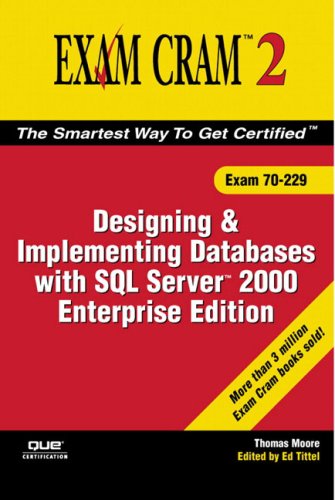 EXAM CRAM™ 2
The Smartest Way To Get Certified™
Exam 70-229
Designing &
Implementing Databases
with SQL Server™ 2000
Enterprise Edition
More than 3 million
Exam Cram books sold!
Thomas Moore
Edited by Ed Tittel
QUE
CERTIFICATION